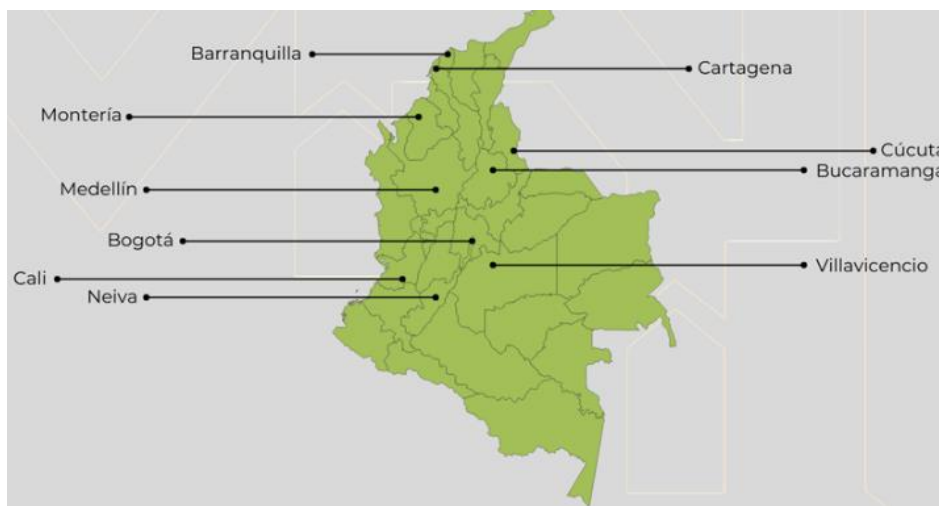 Barranquilla
Cartagena
Montería
Cúcuta
Bucaramanga
Medellín
Bogotá
Villavicencio
Cali
Neiva